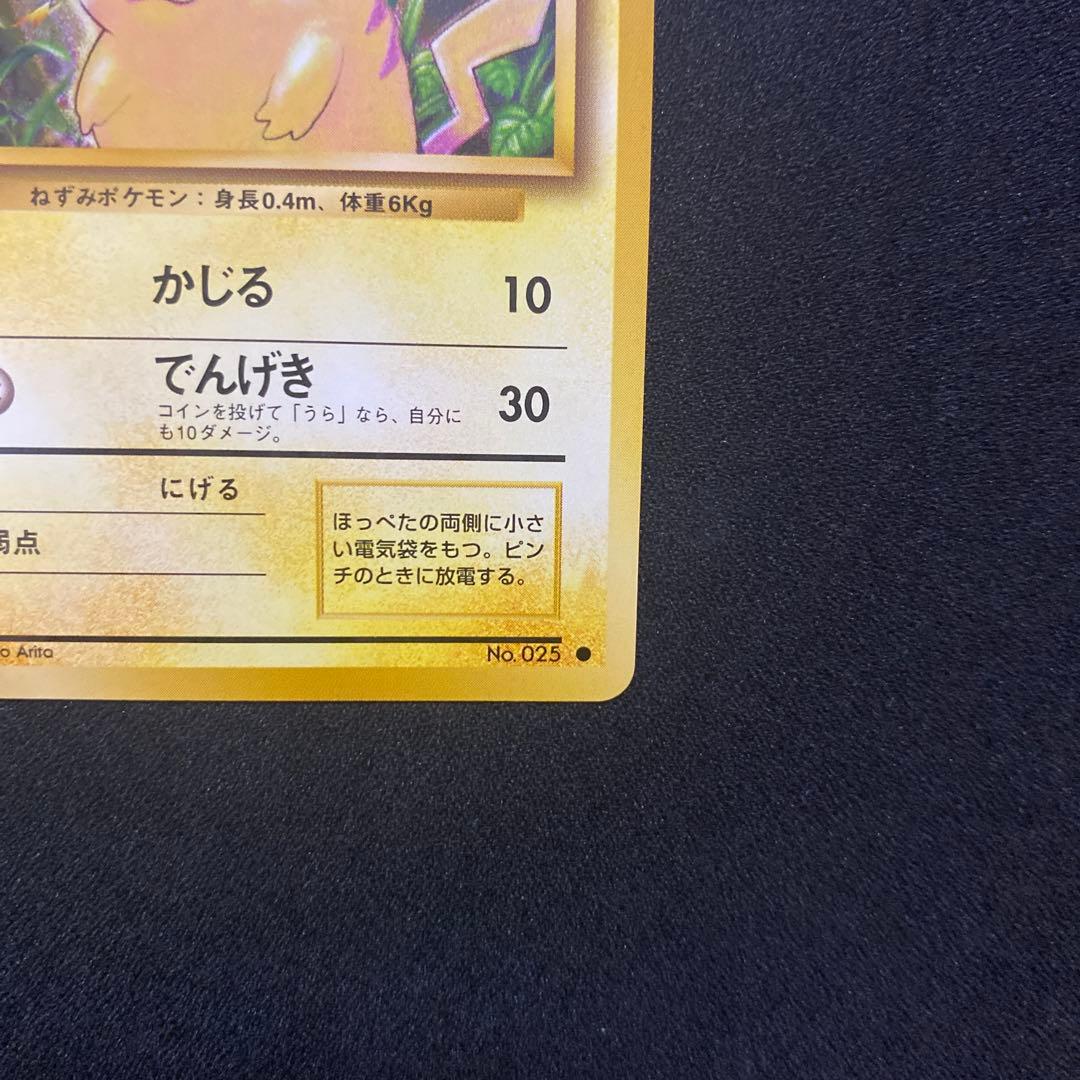 ねずみポケモン：身長0.4m、体重6Kg
かじる 10
でんげき 30
コインを投げて「うら」なら、自分に
も10ダメージ。
にげる
弱点
ほっぺたの両側に小さ
い電気袋をもつ。ピン
チのときに放電する。
o Arita No. 025 ●